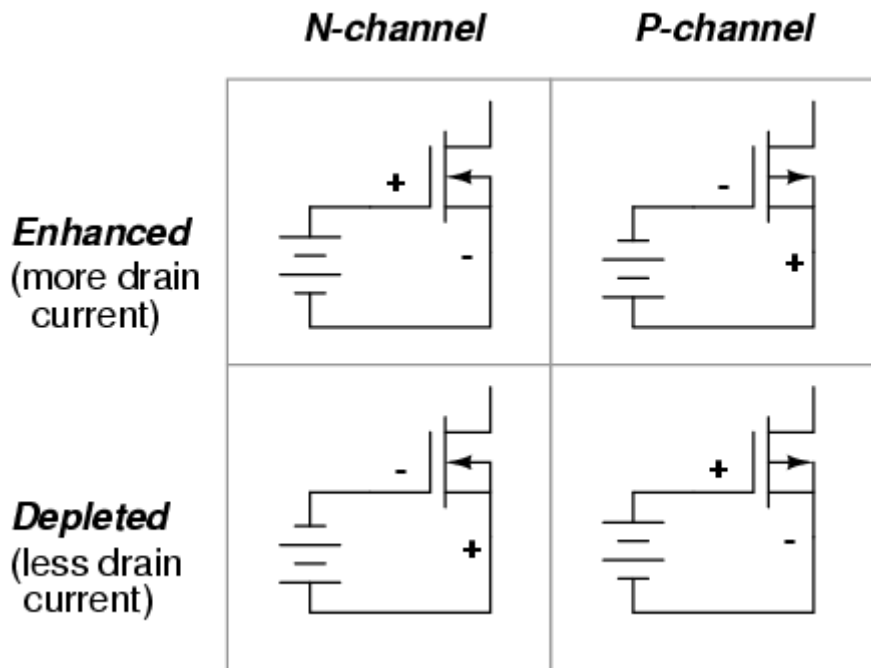 N-channel
P-channel
Enhanced
(more drain
current)
+
-
-
+
Depleted
(less drain
current)
-
+
+
-